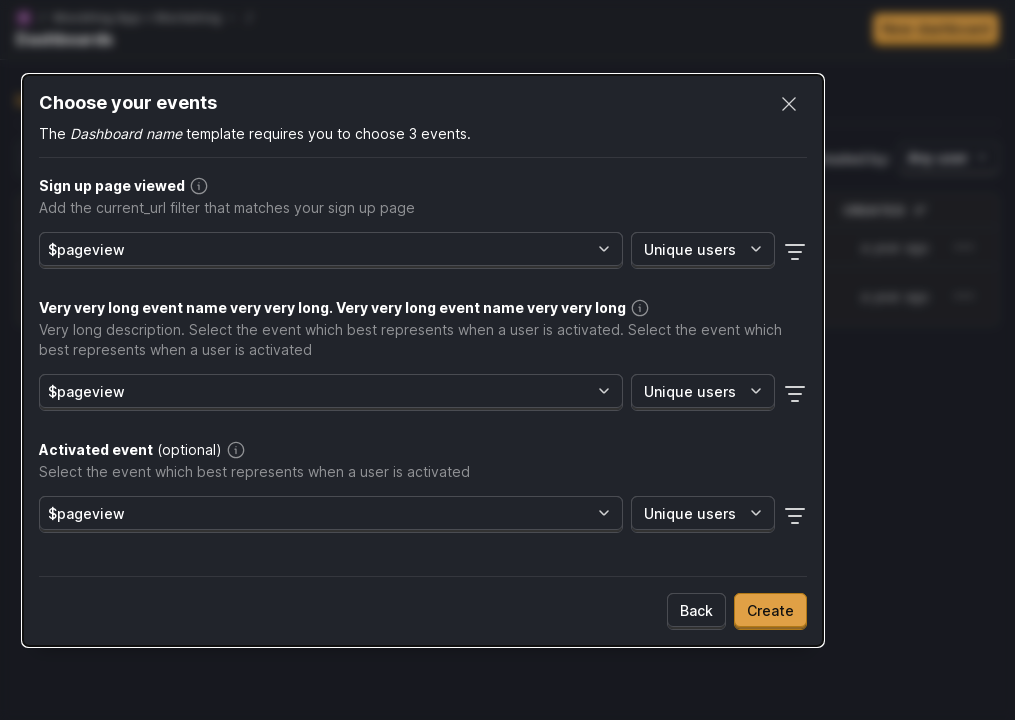 Dashboards
New dashboard
Choose your events
The Dashboard name template requires you to choose 3 events.
Sign up page viewed
Add the current_url filter that matches your sign up page
$pageview
Unique users
Very very long event name very very long. Very very long event name very very long
Very long description. Select the event which best represents when a user is activated. Select the event which
best represents when a user is activated
$pageview
Unique users
Activated event (optional)
Select the event which best represents when a user is activated
$pageview
Unique users
Back
Create